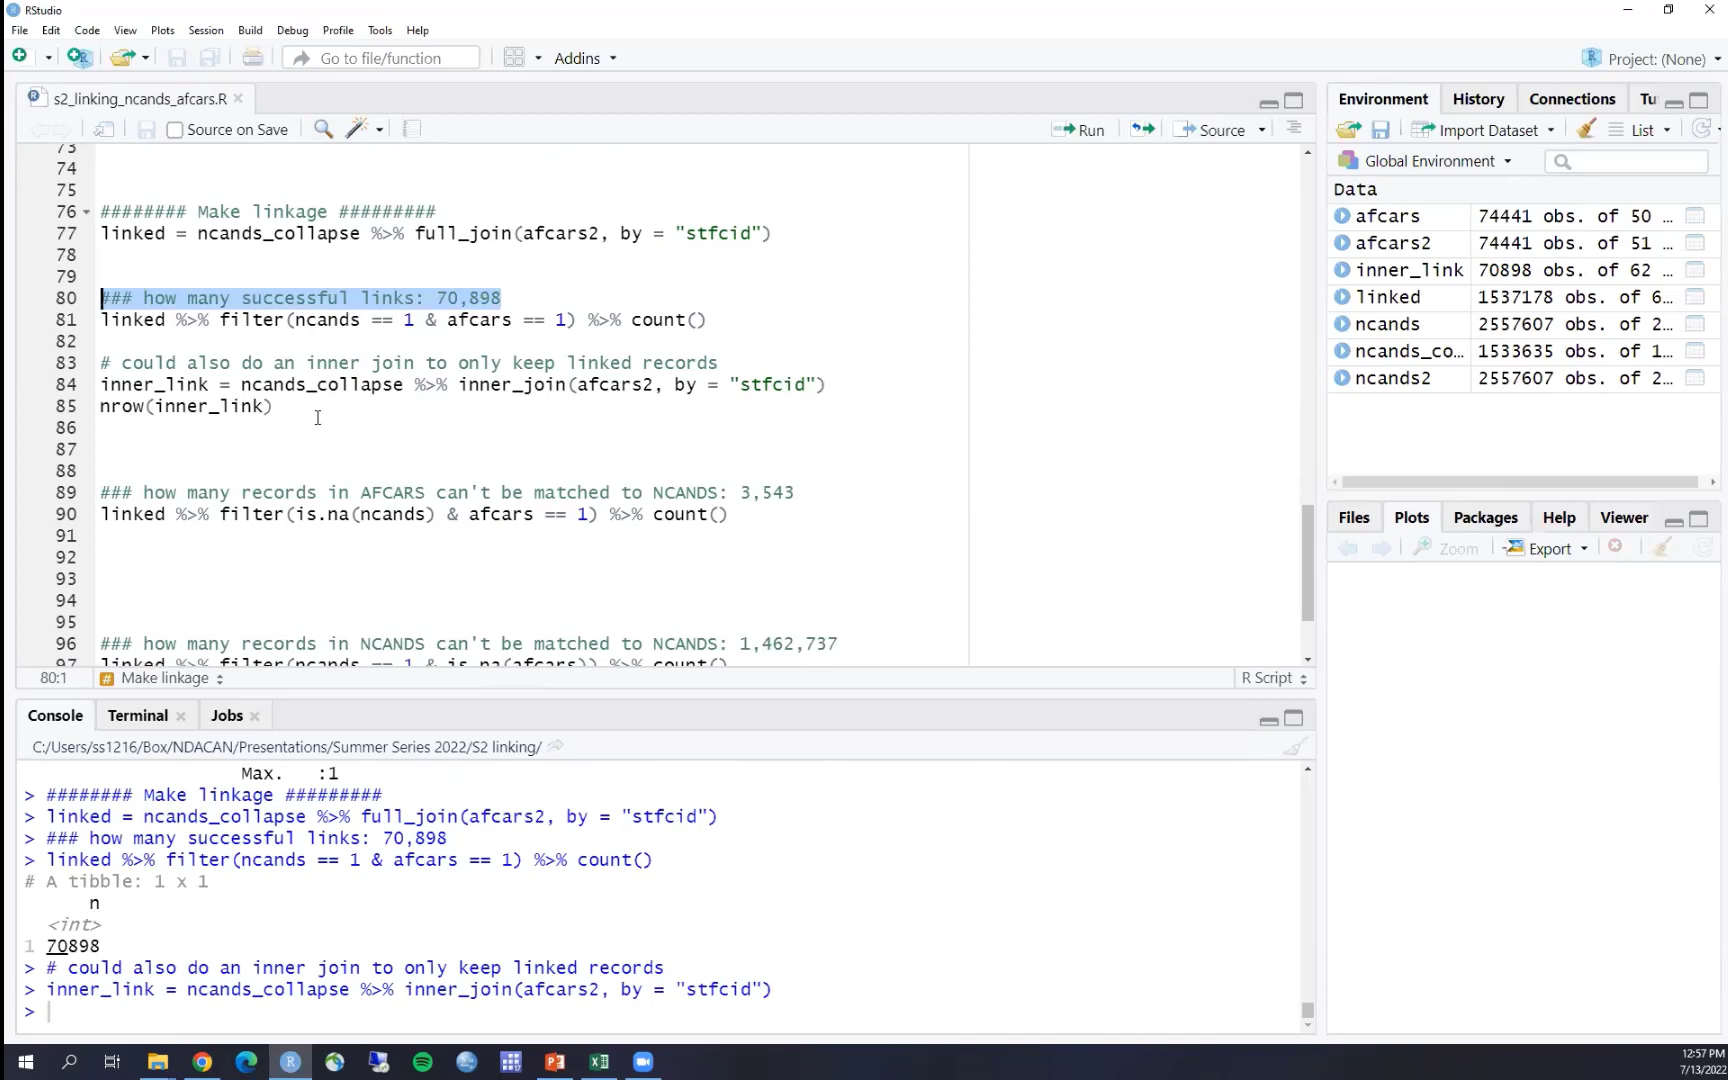 RStudio
File Edit Code View Plots Session Build Debug Profile Tools Help
Go to file/function Addins Project: (None)
s2_linking_ncands_afcars.R
Source on Save Run Source
73
74
75
76 ######## Make linkage #########
77 linked = ncands_collapse %>% full_join(afcars2, by = "stfcid")
78
79
80 ### how many successful links: 70,898
81 linked %>% filter(ncands == 1 & afcars == 1) %>% count()
82
83 # could also do an inner join to only keep linked records
84 inner_link = ncands_collapse %>% inner_join(afcars2, by = "stfcid")
85 nrow(inner_link)
86
87
88
89 ### how many records in AFCARS can't be matched to NCANDS: 3,543
90 linked %>% filter(is.na(ncands) & afcars == 1) %>% count()
91
92
93
94
95
96 ### how many records in NCANDS can't be matched to NCANDS: 1,462,737
97 linked %>% filter(ncands == 1 & is.na(afcars)) %>% count()
80:1 # Make linkage R Script
Console Terminal Jobs
C:/Users/ss1216/Box/NDACAN/Presentations/Summer Series 2022/S2 linking/
Max. :1
> ######## Make linkage #########
> linked = ncands_collapse %>% full_join(afcars2, by = "stfcid")
> ### how many successful links: 70,898
> linked %>% filter(ncands == 1 & afcars == 1) %>% count()
# A tibble: 1 x 1
n
<int>
1 70898
> # could also do an inner join to only keep linked records
> inner_link = ncands_collapse %>% inner_join(afcars2, by = "stfcid")
>
Environment History Connections Tu
Import Dataset List
Global Environment
Data
afcars 74441 obs. of 50 …
afcars2 74441 obs. of 51 …
inner_link 70898 obs. of 62 …
linked 1537178 obs. of 6…
ncands 2557607 obs. of 2…
ncands_co… 1533635 obs. of 1…
ncands2 2557607 obs. of 2…
Files Plots Packages Help Viewer
Zoom Export
12:57 PM
7/13/2022